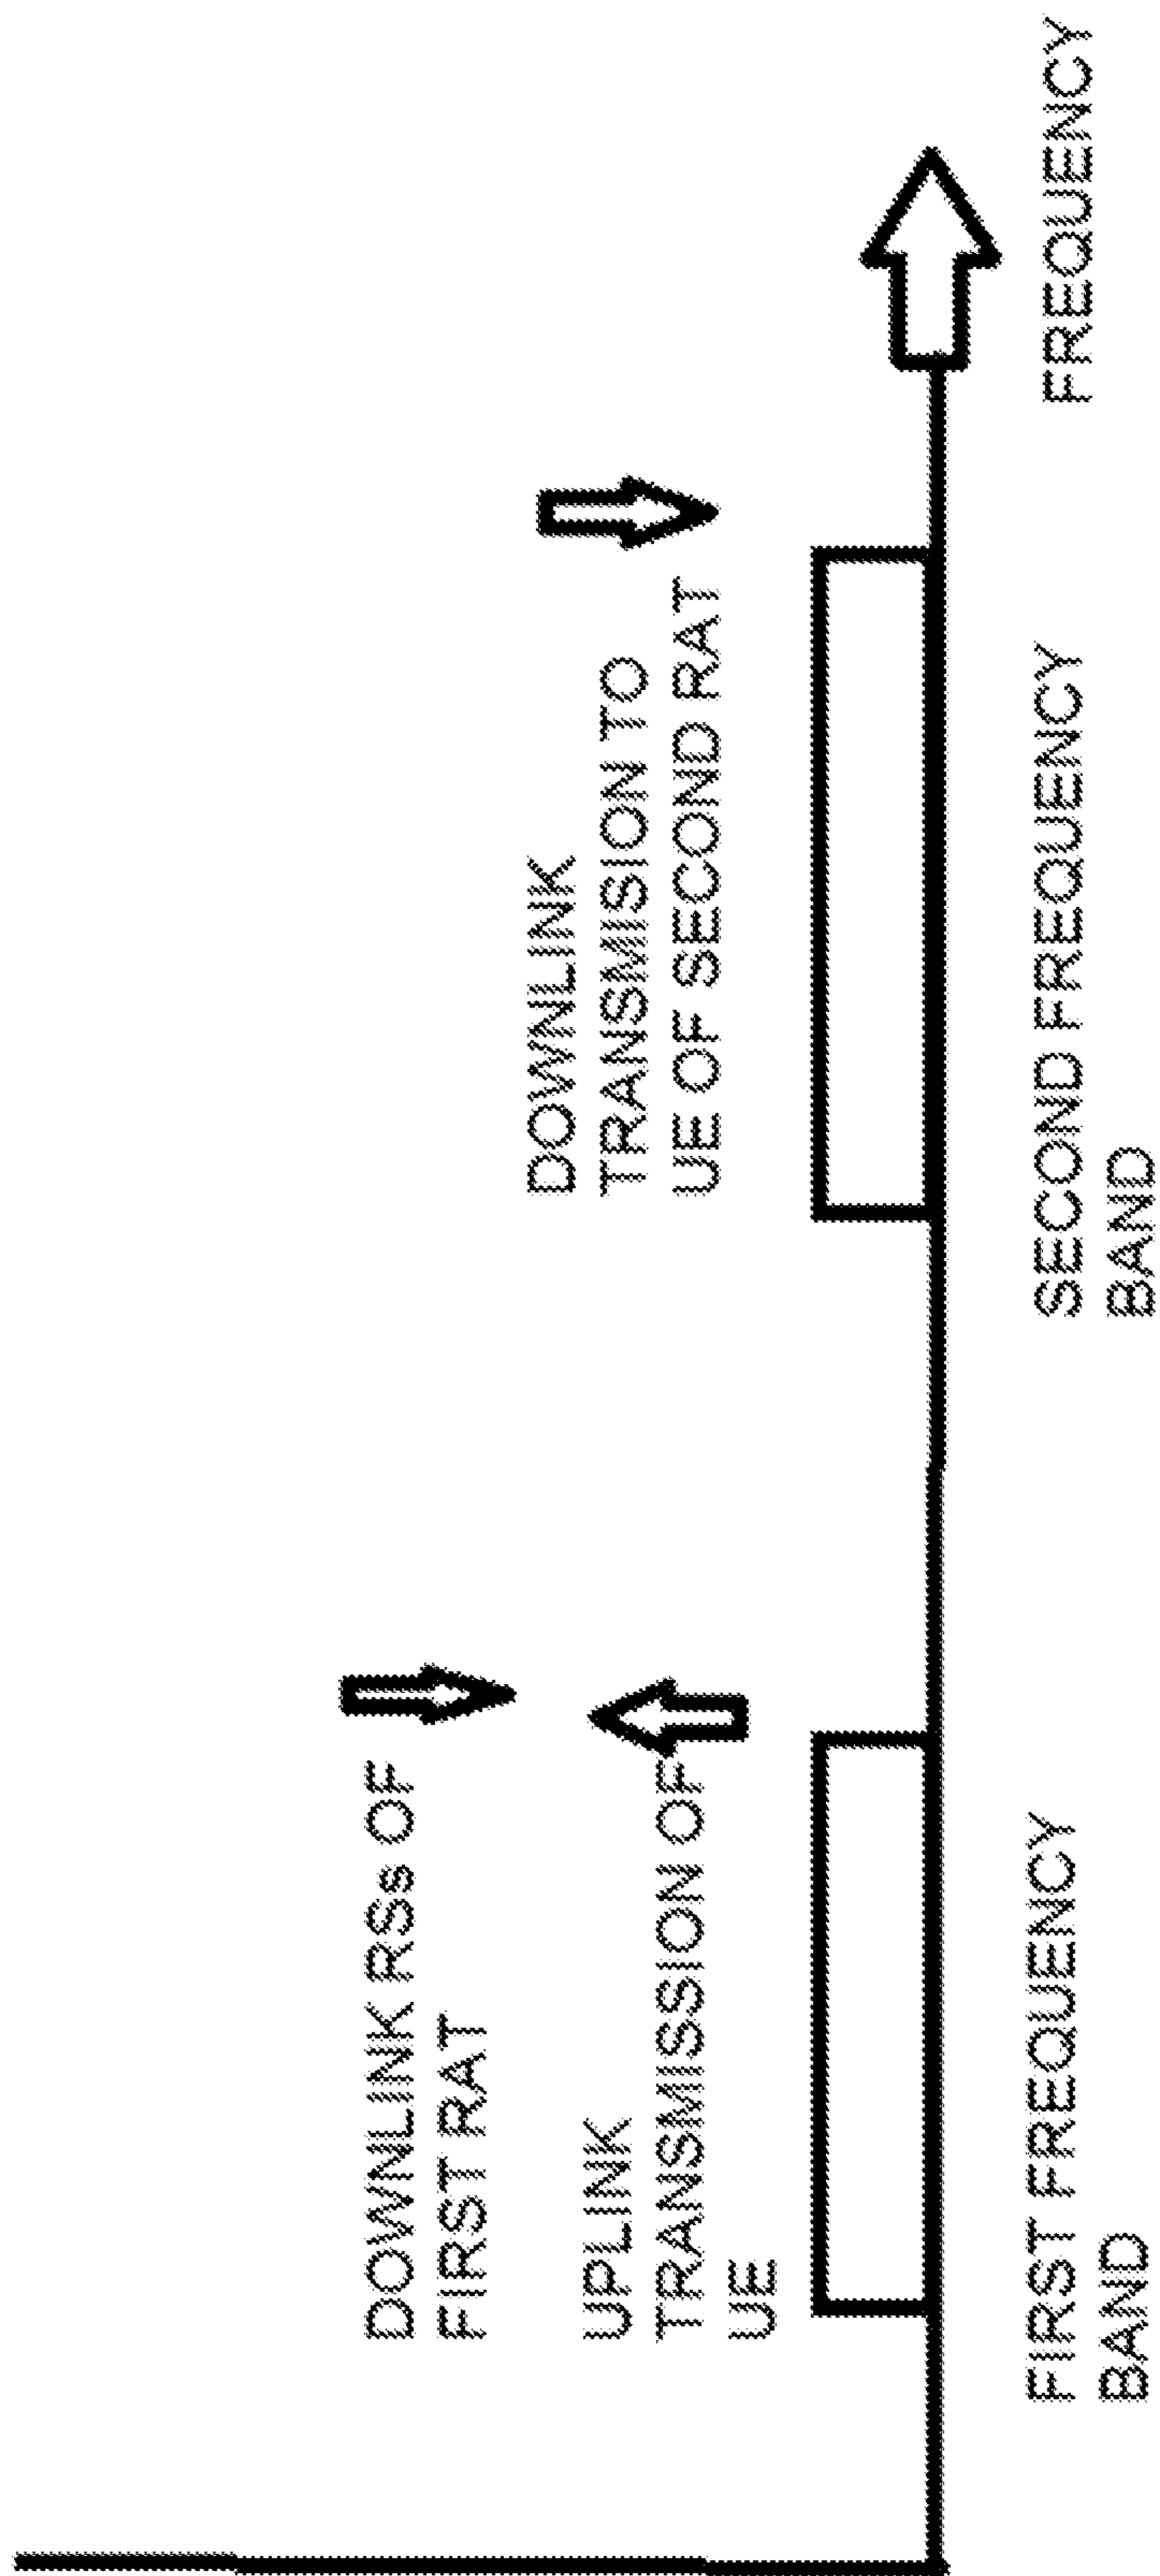 DOWNLINK RSs OF
FIRST RAT
UPLINK
TRANSMISSION OF
UE
DOWNLINK
TRANSMISION TO
UE OF SECOND RAT
FIRST FREQUENCY
BAND
SECOND FREQUENCY
BAND
FREQUENCY